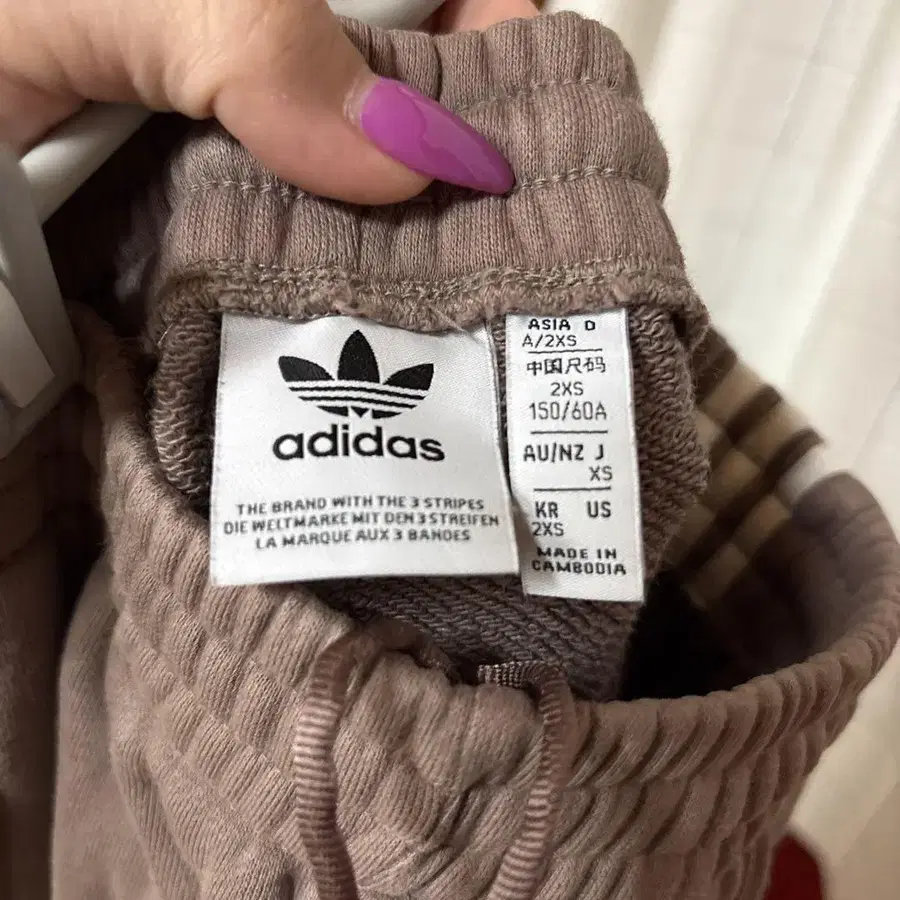 adidas
THE BRAND WITH THE 3 STRIPES
DIE WELTMARKE MIT DEN 3 STREIFEN
LA MARQUE AUX 3 BANDES
ASIA D
A/2XS
中国尺码
2XS
150/60A
AU/NZ J
XS
KR US
2XS
MADE IN
CAMBODIA